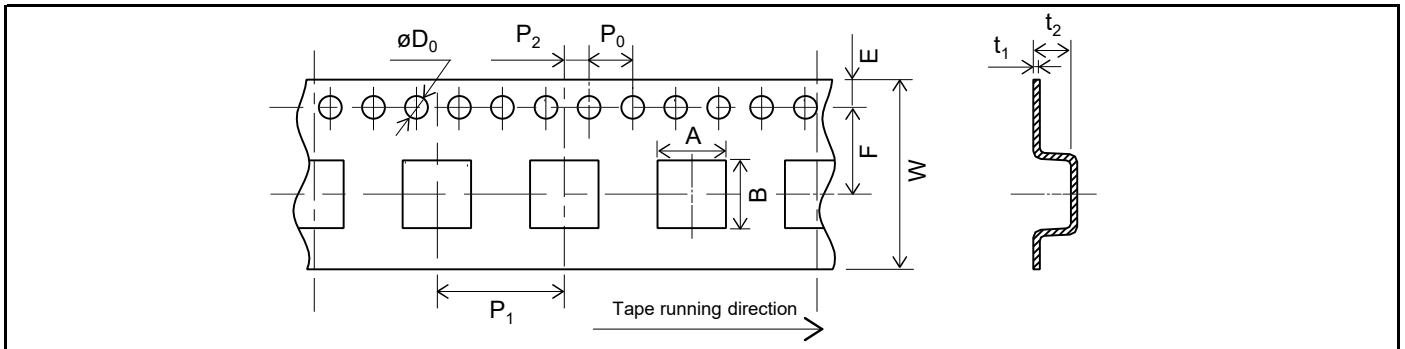 øD₀
P₂
P₀
E
t₁
t₂
A
B
F
W
P₁
Tape running direction